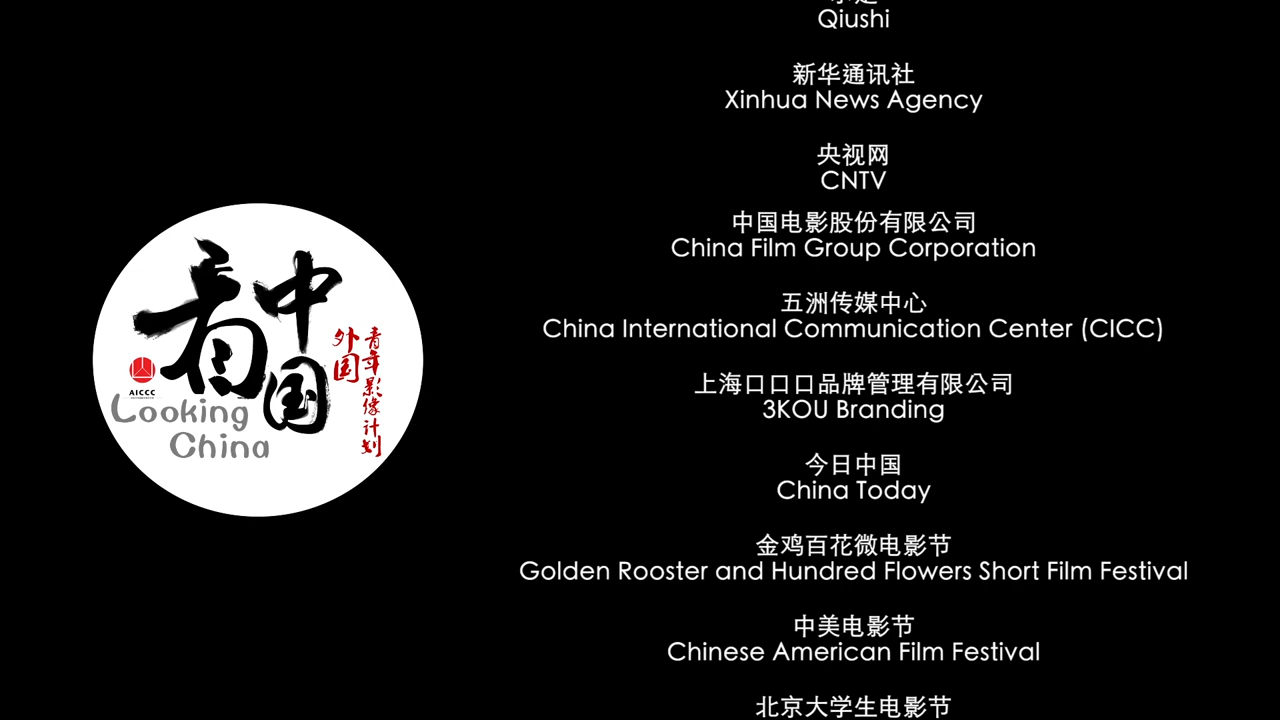 看中国
外国
青年影像计划
AICCC
Looking
China
Qiushi
新华通讯社
Xinhua News Agency
央视网
CNTV
中国电影股份有限公司
China Film Group Corporation
五洲传媒中心
China International Communication Center (CICC)
上海口口口品牌管理有限公司
3KOU Branding
今日中国
China Today
金鸡百花微电影节
Golden Rooster and Hundred Flowers Short Film Festival
中美电影节
Chinese American Film Festival
北京大学生电影节